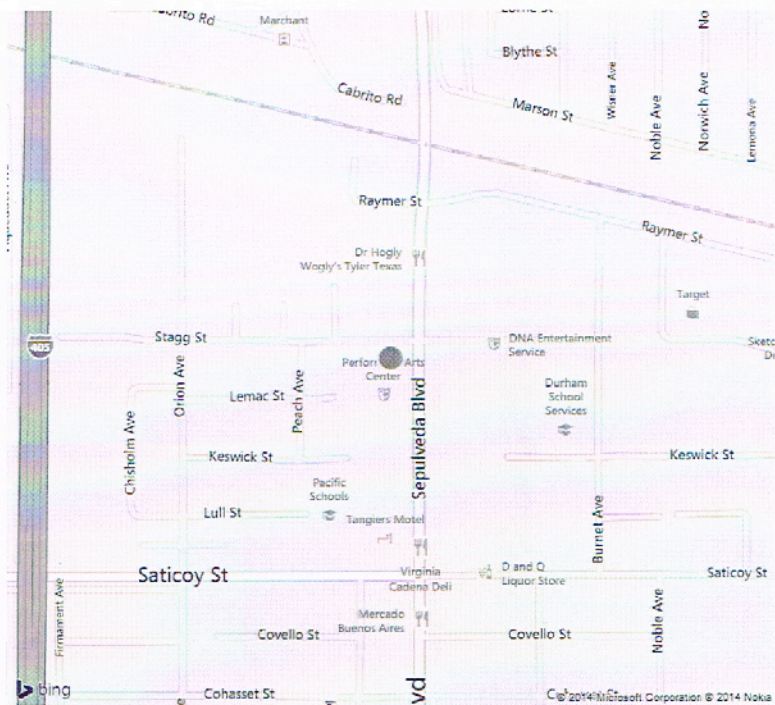 Cabrito Rd
Marchant
Blythe St
No
Cabrito Rd
Marson St
Wisner Ave
Noble Ave
Norwich Ave
Lemona Ave
Raymer St
Raymer St
Dr Hogly
Wogly's Tyler Texas
Target
405
Stagg St
DNA Entertainment
Service
Perfor Arts
Center
Orion Ave
Lemac St
Peach Ave
Sepulveda Blvd
Durham
School
Services
Chisholm Ave
Keswick St
Keswick St
Pacific
Schools
Lull St
Tangiers Motel
Burnet Ave
Saticoy St
Virginia
Cadena Deli
D and Q
Liquor Store
Saticoy St
Firmament Ave
Mercado
Buenos Aires
Covello St
Covello St
Noble Ave
bing
Cohasset St
vd
© 2014 Microsoft Corporation © 2014 Nokia